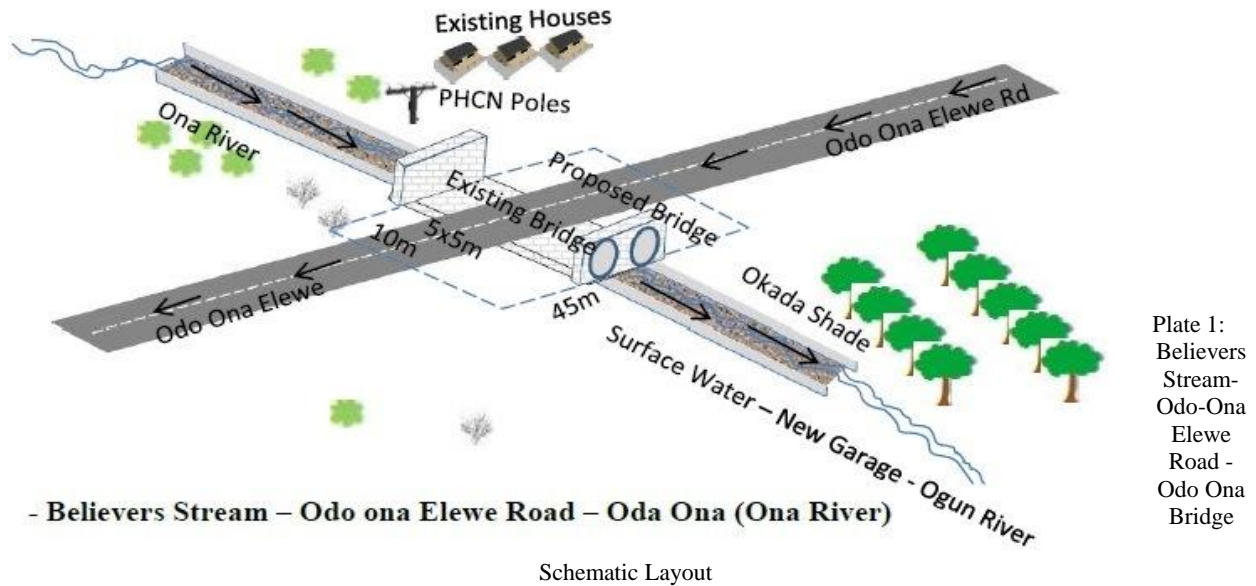 Existing Houses
PHCN Poles
Ona River
Odo Ona Elewe Rd
Proposed Bridge
Existing Bridge
5x5m
10m
45m
Odo Ona Elewe
Okada Shade
Surface Water – New Garage - Ogun River
- Believers Stream – Odo ona Elewe Road – Oda Ona (Ona River)
Schematic Layout
Plate 1:
Believers
Stream-
Odo-Ona
Elewe
Road -
Odo Ona
Bridge